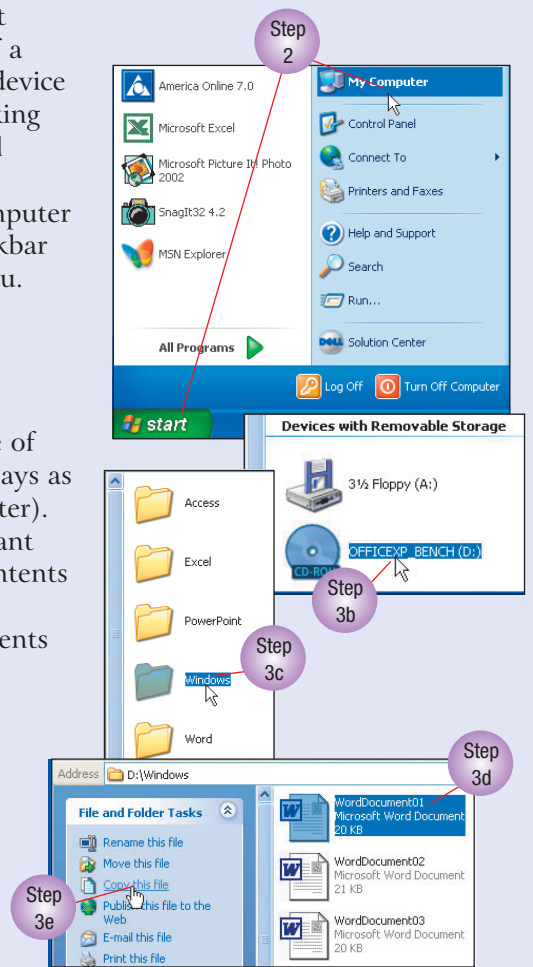 t
f a
device
king
mputer
kbar
u.
e of
ays as
ter).
ant
ntents
ents
Step
2
America Online 7.0
Microsoft Excel
Microsoft Picture It! Photo
2002
SnagIt32 4.2
MSN Explorer
All Programs
My Computer
Control Panel
Connect To
Printers and Faxes
Help and Support
Search
Run...
DELL Solution Center
Log Off Turn Off Computer
start
Devices with Removable Storage
3½ Floppy (A:)
OFFICEXP_BENCH (D:)
CD-ROM
Step
3b
Access
Excel
PowerPoint
Windows
Word
Step
3c
Address D:\Windows
File and Folder Tasks
Rename this file
Move this file
Copy this file
Publish this file to the
Web
E-mail this file
Print this file
Step
3e
WordDocument01
Microsoft Word Document
20 KB
WordDocument02
Microsoft Word Document
21 KB
WordDocument03
Microsoft Word Document
20 KB
Step
3d